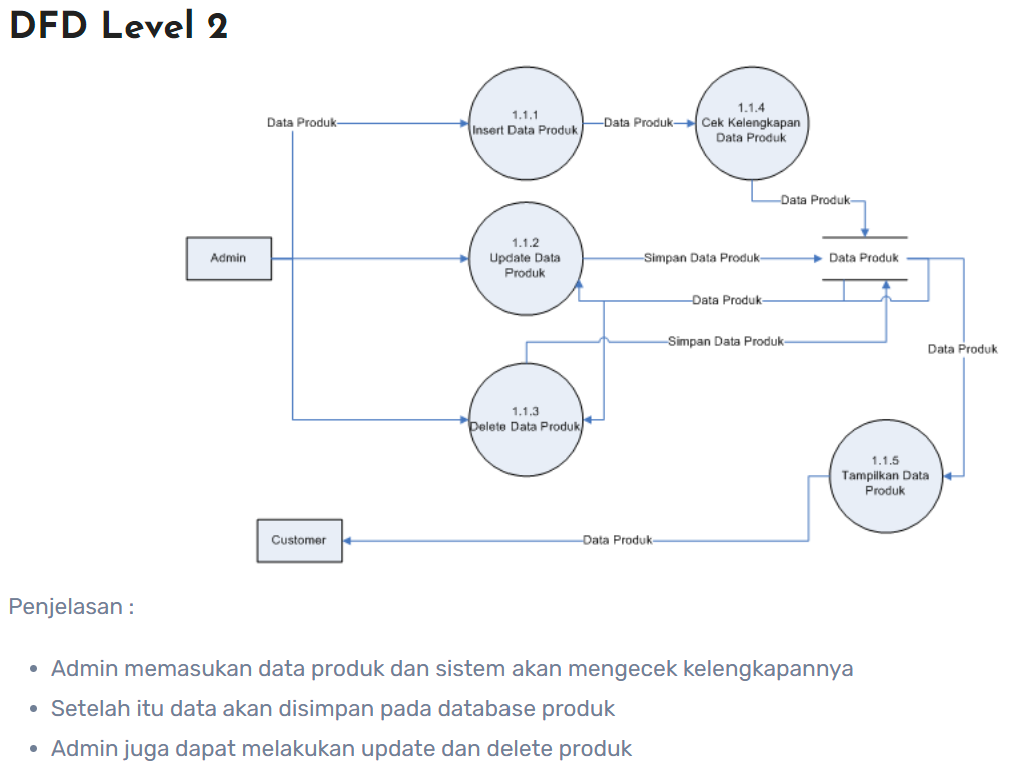 DFD Level 2
Data Produk
1.1.1
Insert Data Produk
Data Produk
1.1.4
Cek Kelengkapan
Data Produk
Data Produk
Admin
1.1.2
Update Data
Produk
Simpan Data Produk
Data Produk
Data Produk
Simpan Data Produk
Data Produk
1.1.3
Delete Data Produk
1.1.5
Tampilkan Data
Produk
Customer
Data Produk
Penjelasan :
• Admin memasukan data produk dan sistem akan mengecek kelengkapannya
• Setelah itu data akan disimpan pada database produk
• Admin juga dapat melakukan update dan delete produk